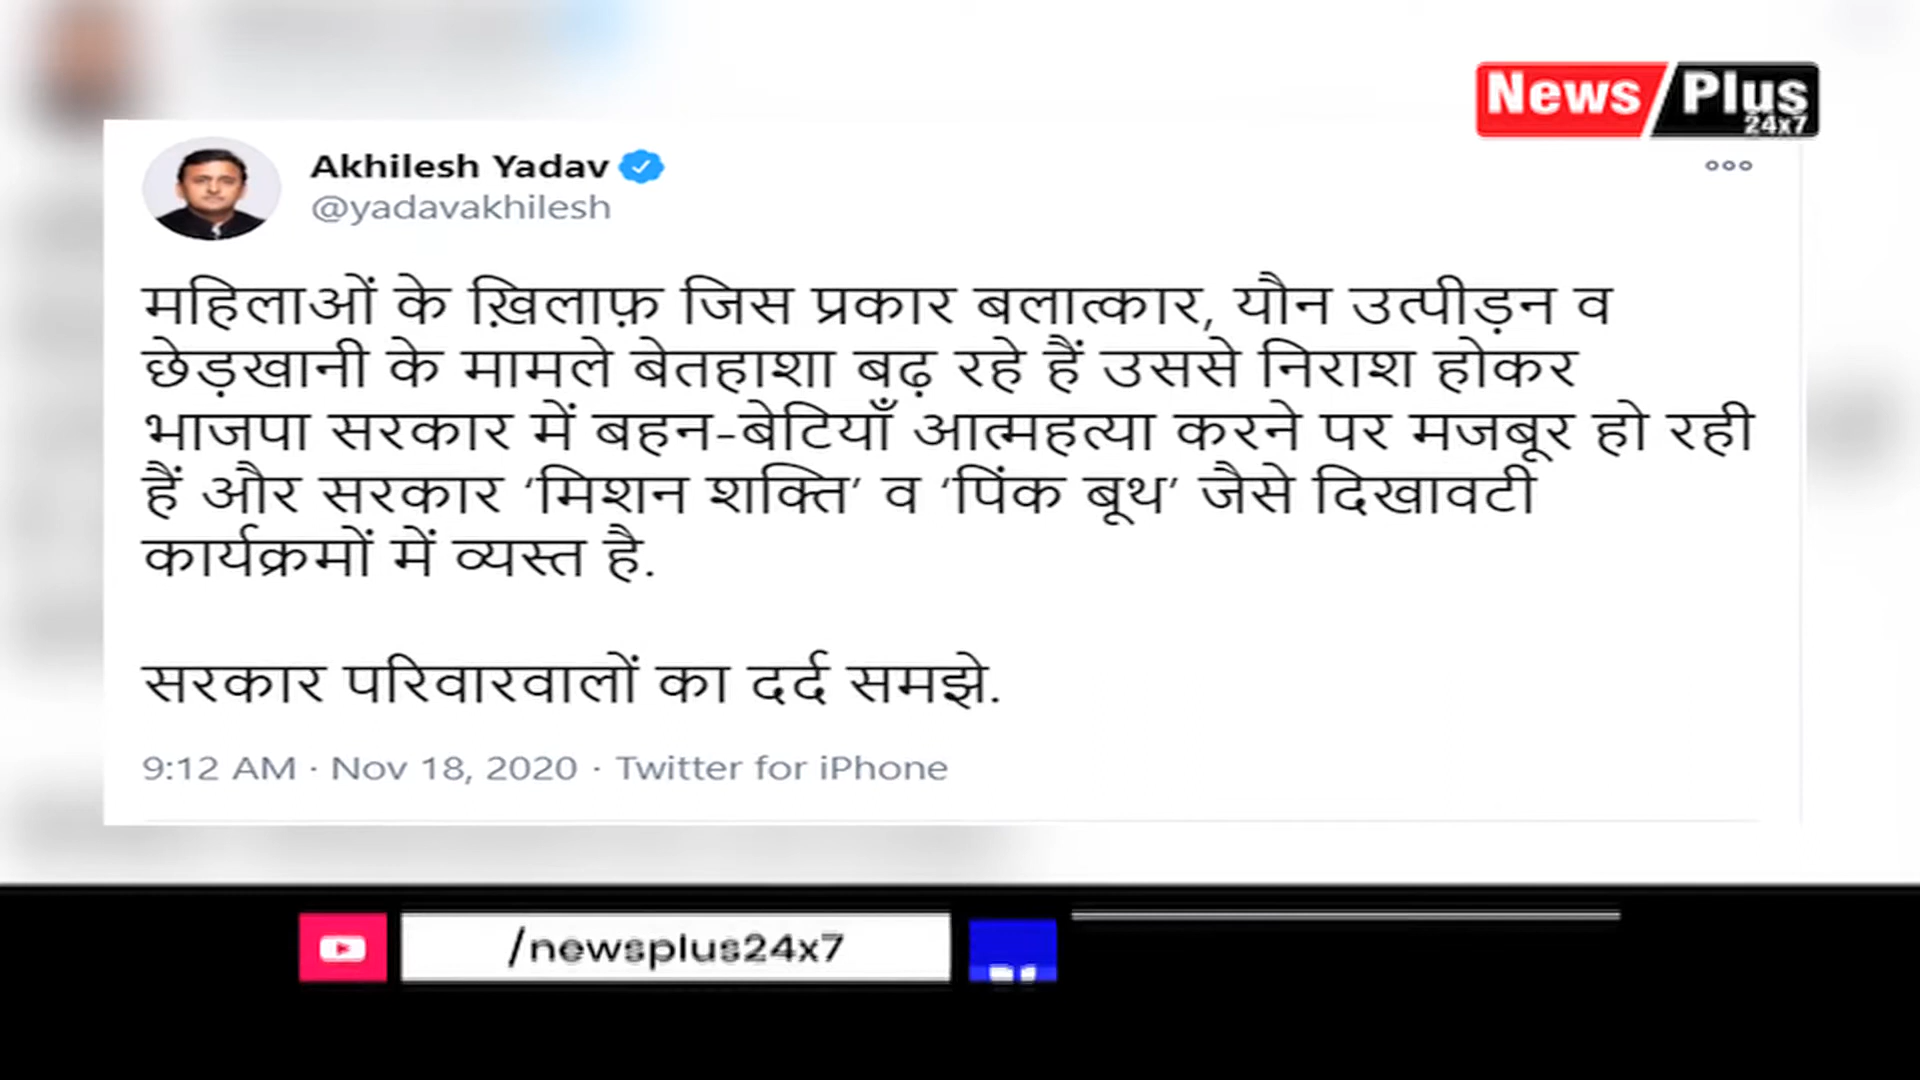 News Plus
24x7
Akhilesh Yadav
@yadavakhilesh
महिलाओं के ख़िलाफ़ जिस प्रकार बलात्कार, यौन उत्पीड़न व
छेड़खानी के मामले बेतहाशा बढ़ रहे हैं उससे निराश होकर
भाजपा सरकार में बहन-बेटियाँ आत्महत्या करने पर मजबूर हो रही
हैं और सरकार ‘मिशन शक्ति’ व ‘पिंक बूथ’ जैसे दिखावटी
कार्यक्रमों में व्यस्त है.
सरकार परिवारवालों का दर्द समझे.
9:12 AM · Nov 18, 2020 · Twitter for iPhone
/newsplus24x7